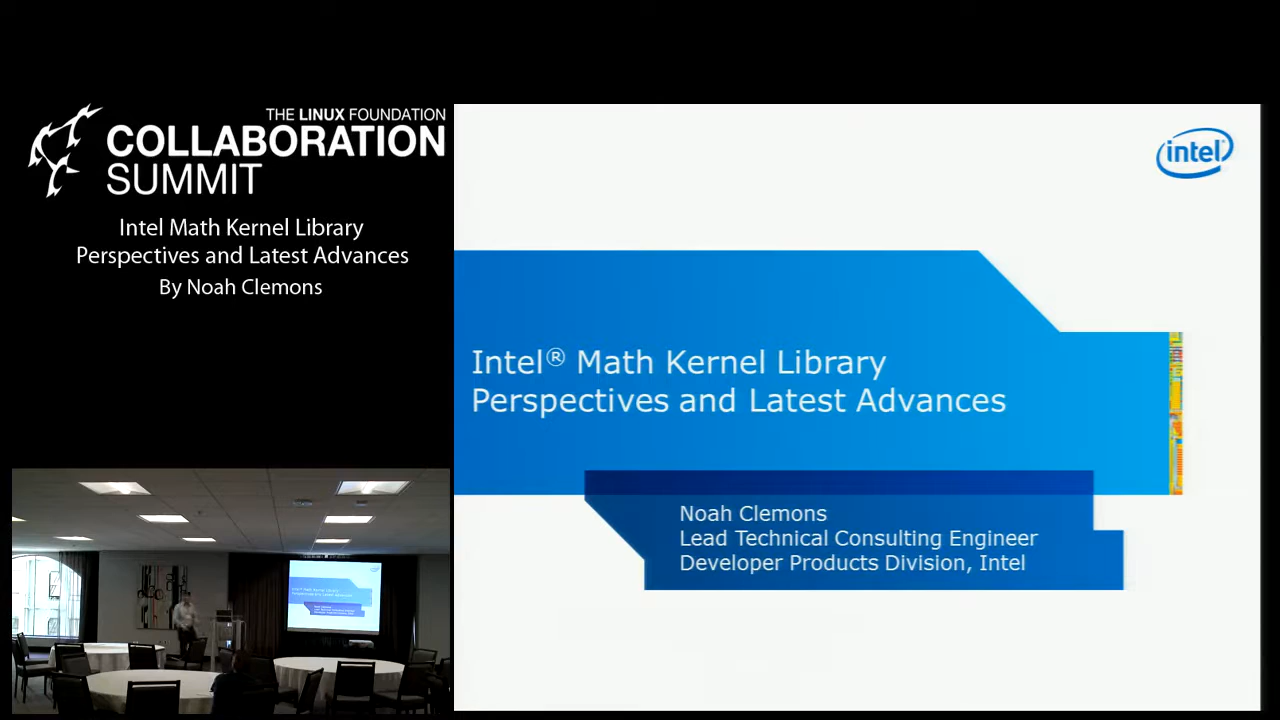 THE LINUX FOUNDATION
COLLABORATION
SUMMIT
Intel Math Kernel Library
Perspectives and Latest Advances
By Noah Clemons
intel
Intel® Math Kernel Library
Perspectives and Latest Advances
Noah Clemons
Lead Technical Consulting Engineer
Developer Products Division, Intel